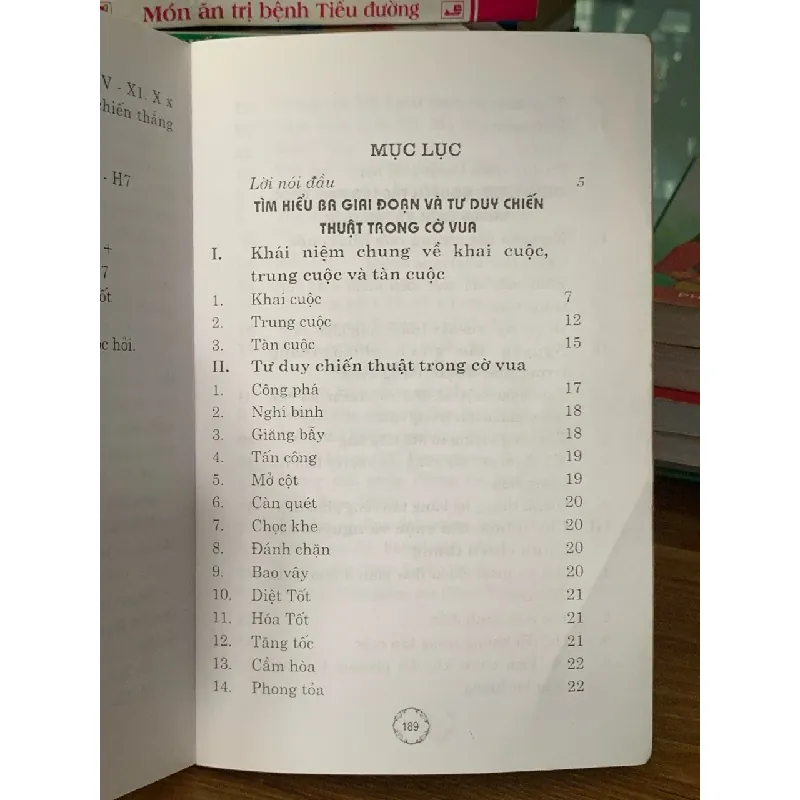 Món ăn trị bệnh Tiểu đường
V - X1. X x
chiến thắng
- H7
+
7
ốt
học hỏi.
MỤC LỤC
Lời nói đầu 5
TÌM HIỂU BA GIAI ĐOẠN VÀ TƯ DUY CHIẾN
THUẬT TRONG CỜ VUA
I. Khái niệm chung về khai cuộc,
trung cuộc và tàn cuộc
1. Khai cuộc 7
2. Trung cuộc 12
3. Tàn cuộc 15
II. Tư duy chiến thuật trong cờ vua
1. Công phá 17
2. Nghi binh 18
3. Giăng bẫy 18
4. Tấn công 19
5. Mở cột 19
6. Càn quét 20
7. Chọc khe 20
8. Đánh chặn 20
9. Bao vây 20
10. Diệt Tốt 21
11. Hóa Tốt 21
12. Tăng tốc 21
13. Cầm hòa 22
14. Phong tỏa 22
189